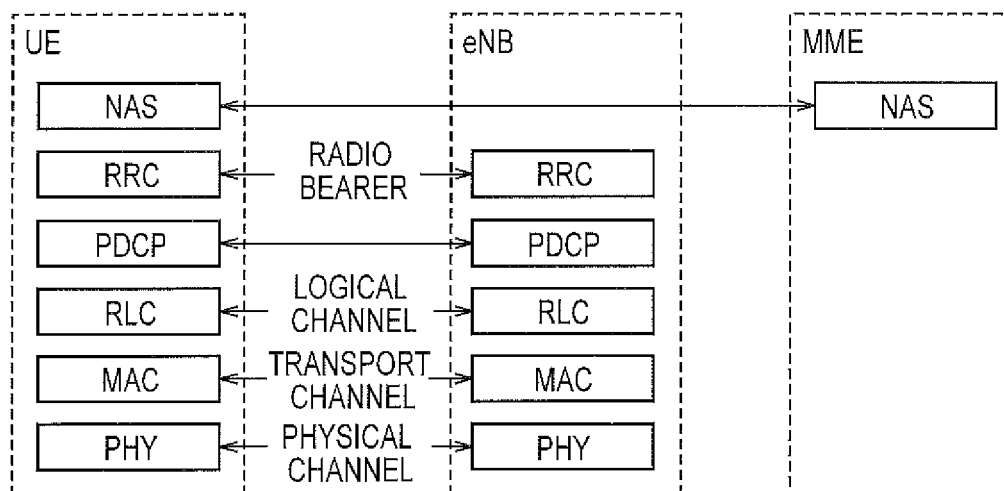 UE
eNB
MME
NAS
NAS
RRC
RADIO
BEARER
RRC
PDCP
PDCP
RLC
LOGICAL
CHANNEL
RLC
MAC
TRANSPORT
CHANNEL
MAC
PHY
PHYSICAL
CHANNEL
PHY